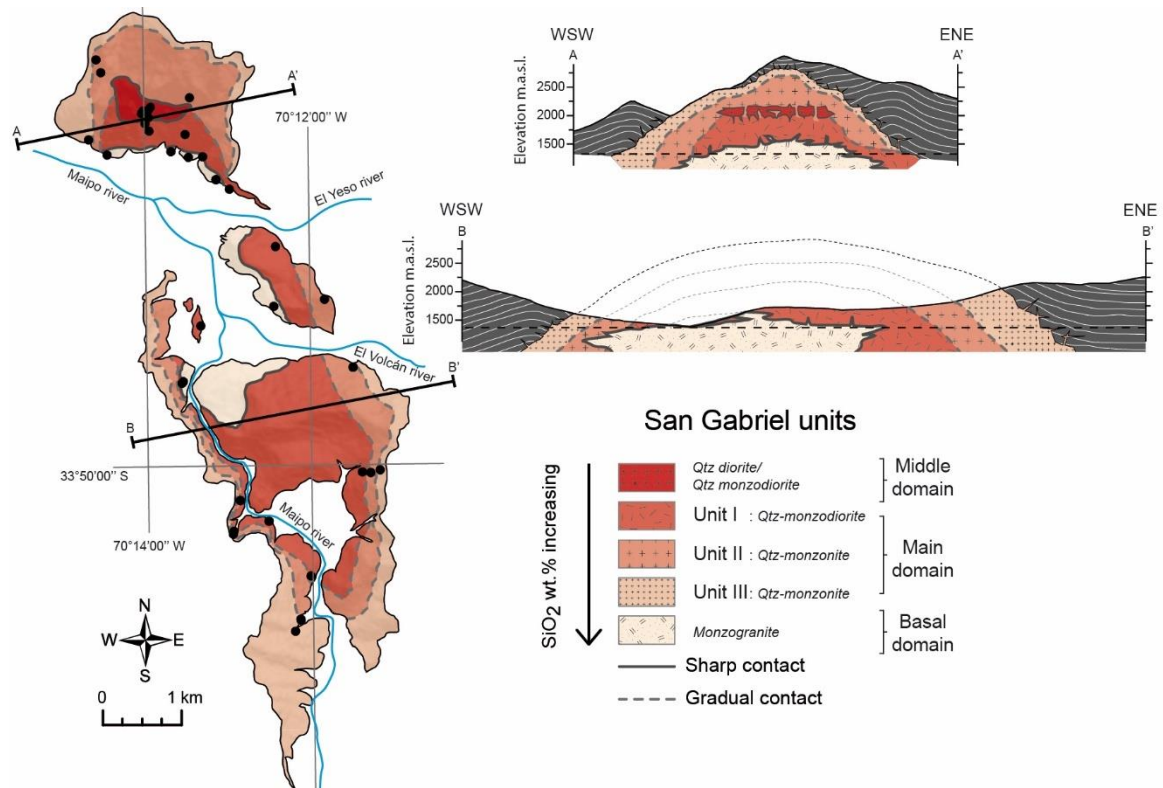 A
A'
70°12'00'' W
Maipo river
El Yeso river
El Volcán river
B'
B
33°50'00'' S
70°14'00'' W
Maipo river
N
W E
S
0 1 km
WSW
A
ENE
A'
Elevation m.a.s.l.
2500
2000
1500
WSW
B
ENE
B'
Elevation m.a.s.l.
2500
2000
1500
San Gabriel units
SiO2 wt.% increasing
Qtz diorite/
Qtz monzodiorite
Middle
domain
Unit I : Qtz-monzodiorite
Unit II : Qtz-monzonite
Unit III: Qtz-monzonite
Main
domain
Monzogranite
Basal
domain
Sharp contact
Gradual contact